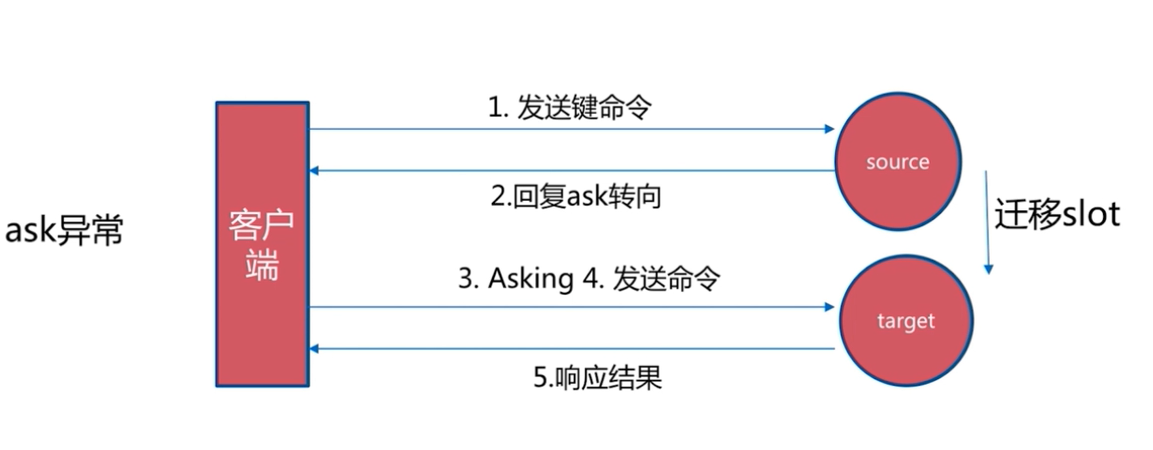 1. 发送键命令
source
2.回复ask转向
ask异常
客户
端
迁移slot
3. Asking 4. 发送命令
target
5.响应结果